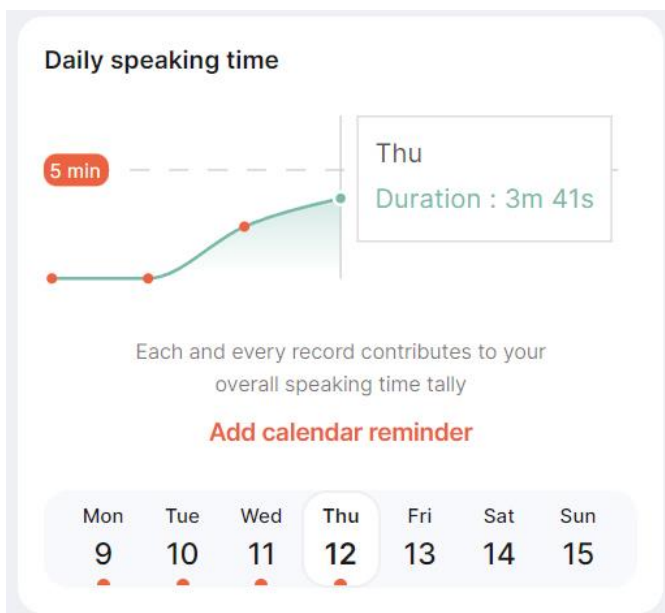 Daily speaking time
5 min
Thu
Duration : 3m 41s
Each and every record contributes to your
overall speaking time tally
Add calendar reminder
Mon Tue Wed Thu Fri Sat Sun
9 10 11 12 13 14 15